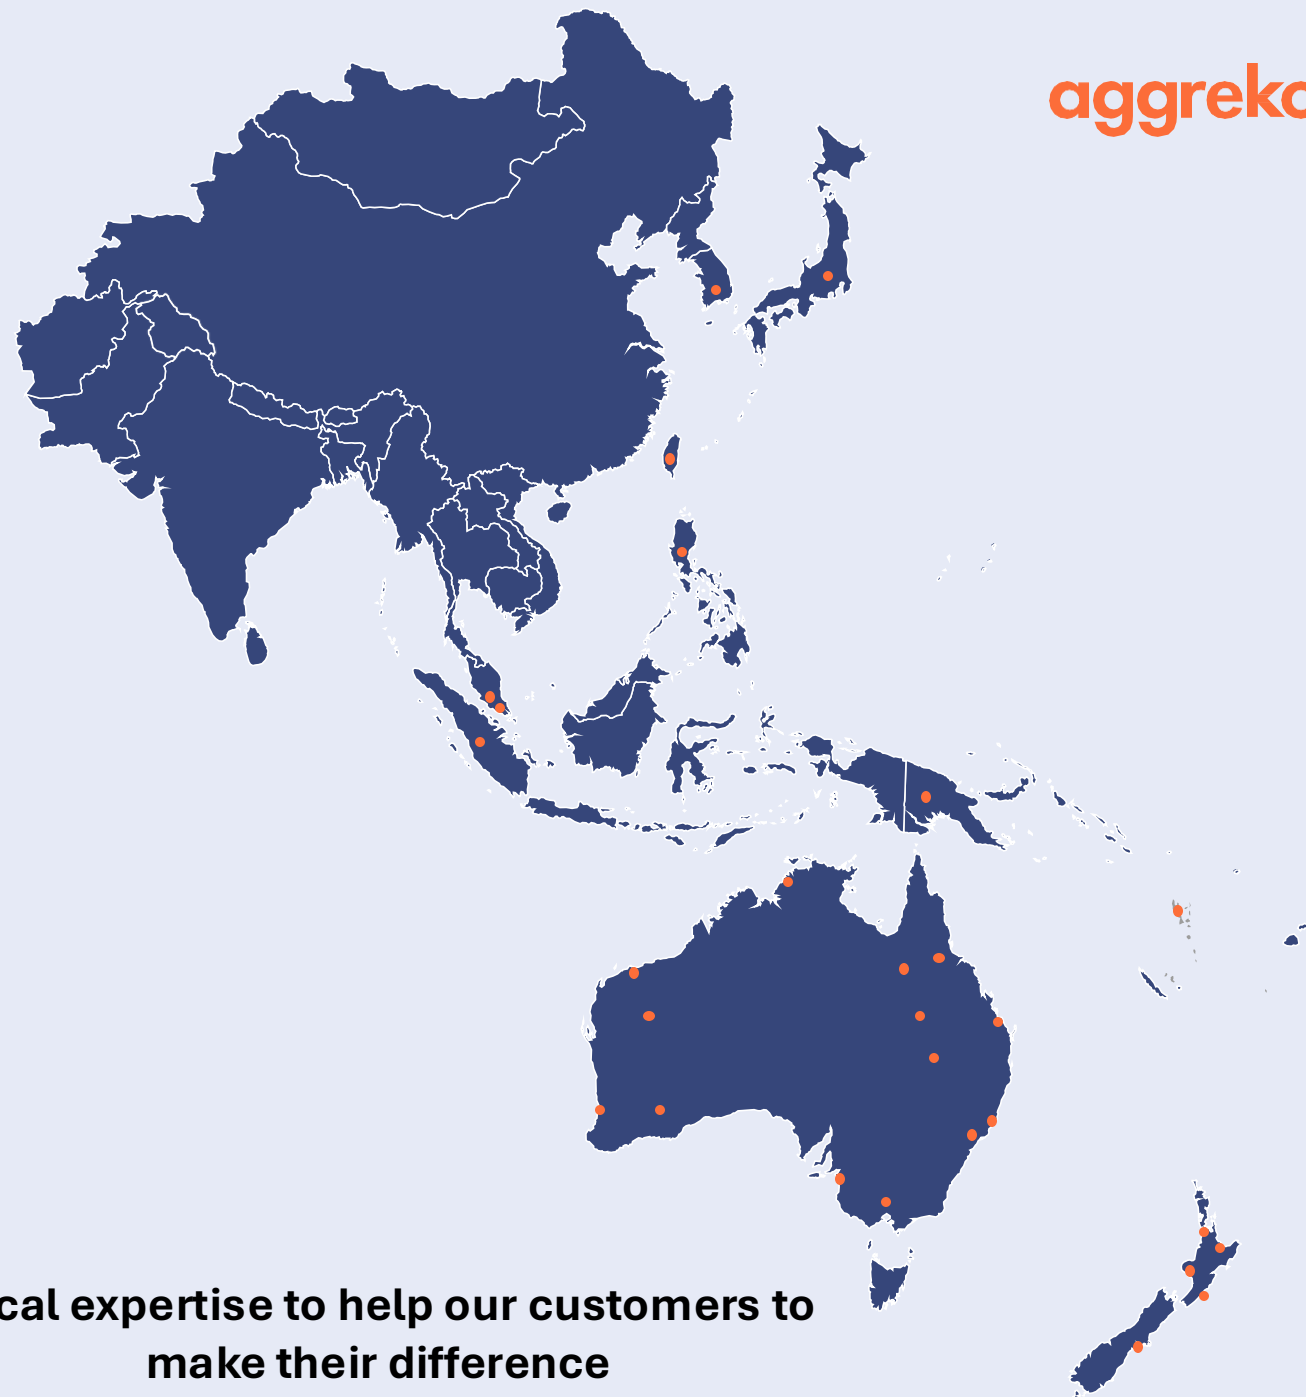 aggreko
cal expertise to help our customers to
make their difference